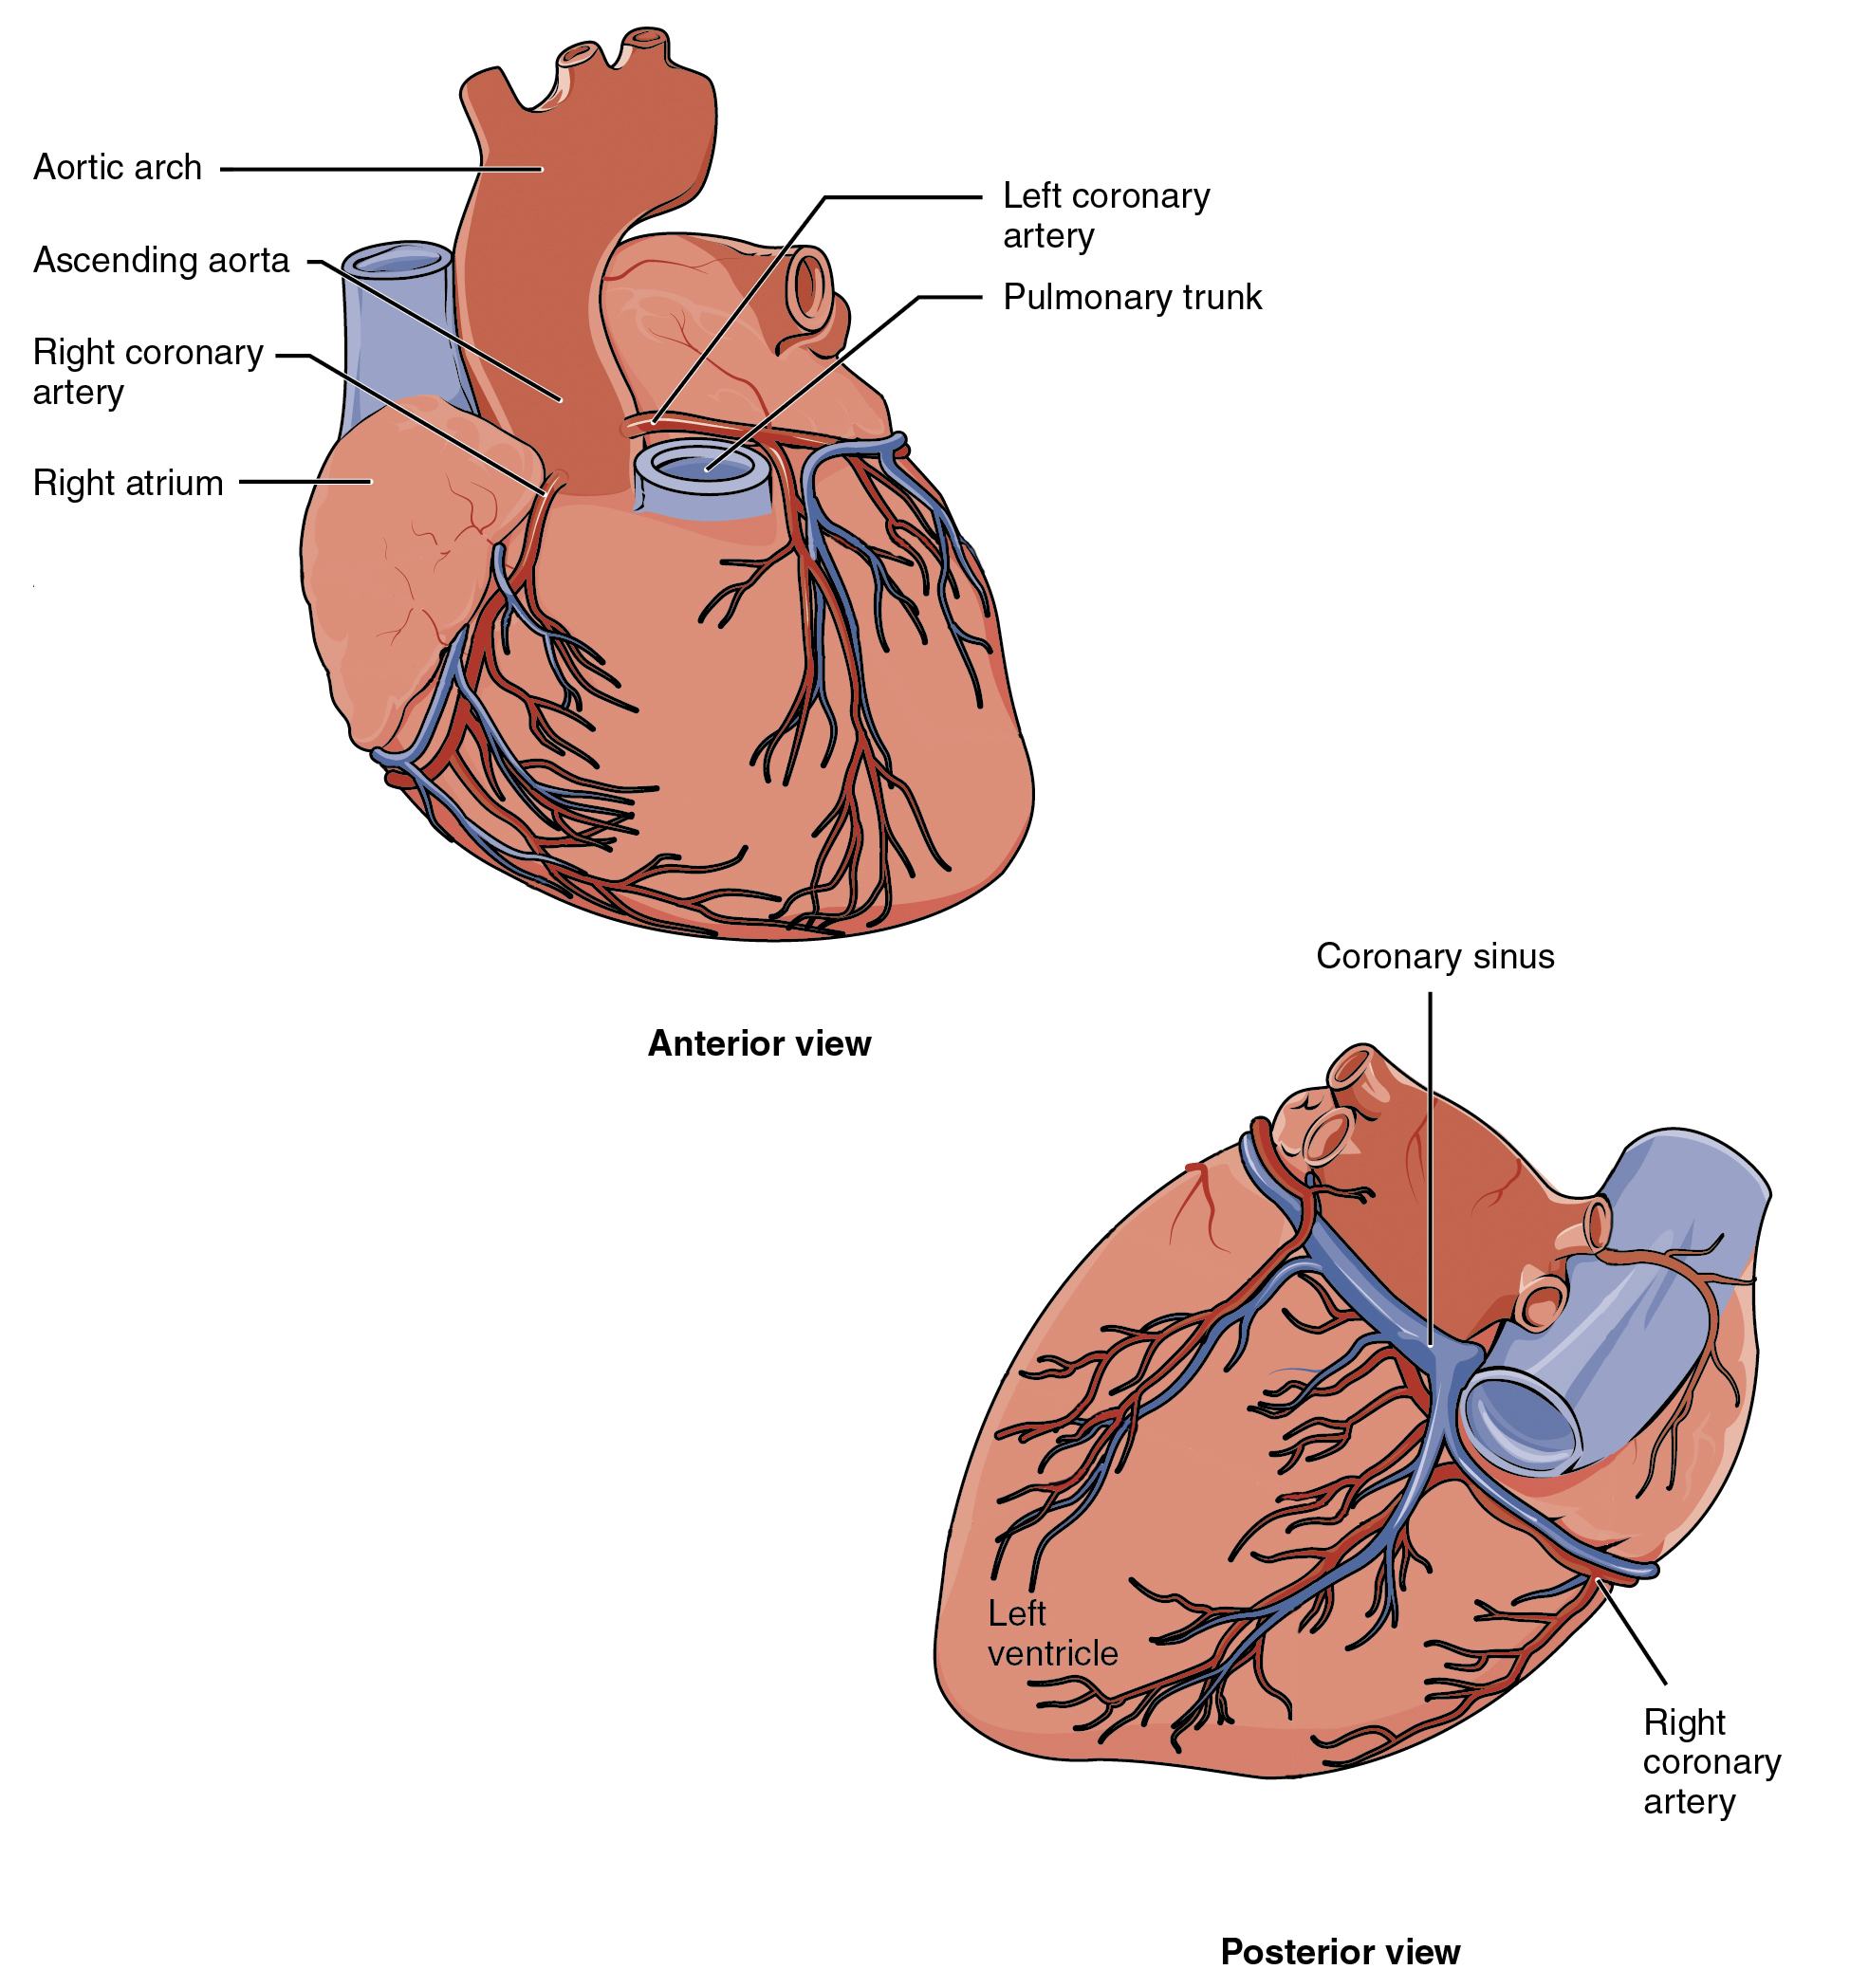 Aortic arch
Ascending aorta
Right coronary
artery
Right atrium
Left coronary
artery
Pulmonary trunk
Anterior view
Coronary sinus
Left
ventricle
Right
coronary
artery
Posterior view